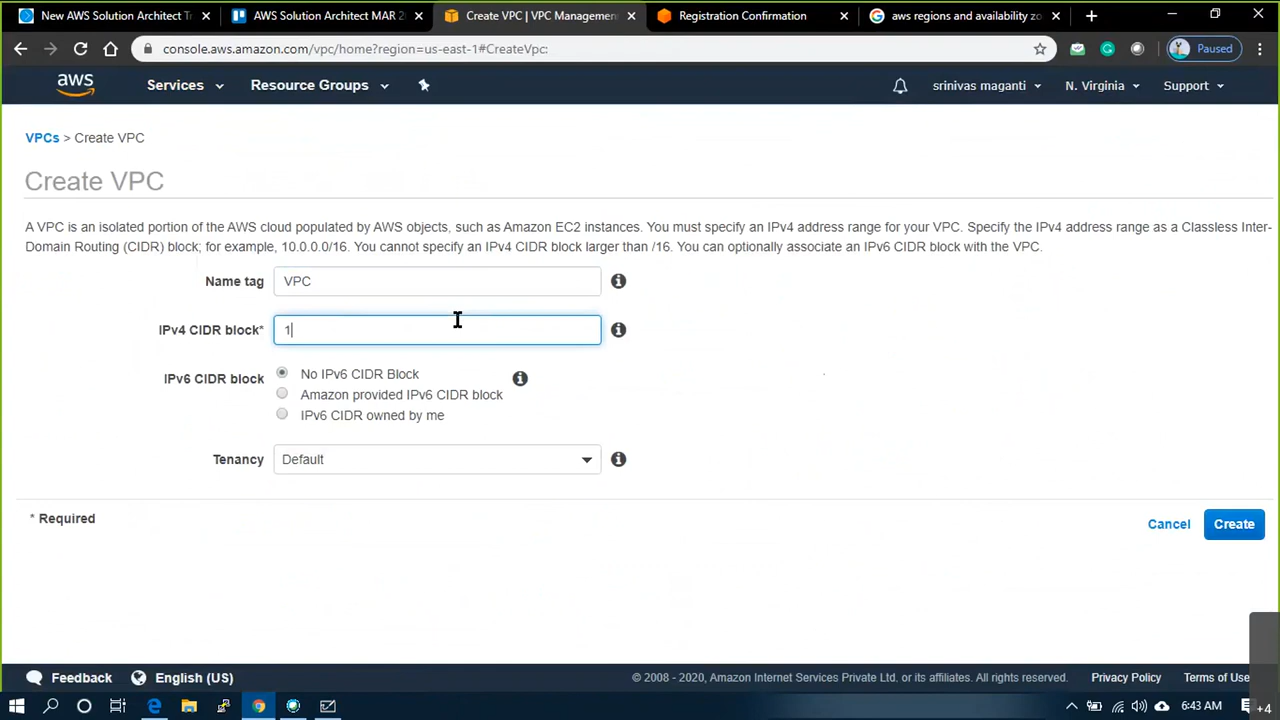 New AWS Solution Architect Tr
AWS Solution Architect MAR 2
Create VPC | VPC Managemen
Registration Confirmation
aws regions and availability zo
console.aws.amazon.com/vpc/home?region=us-east-1#CreateVpc:
Paused
aws
Services
Resource Groups
srinivas maganti
N. Virginia
Support
VPCs > Create VPC
Create VPC
A VPC is an isolated portion of the AWS cloud populated by AWS objects, such as Amazon EC2 instances. You must specify an IPv4 address range for your VPC. Specify the IPv4 address range as a Classless Inter-
Domain Routing (CIDR) block; for example, 10.0.0.0/16. You cannot specify an IPv4 CIDR block larger than /16. You can optionally associate an IPv6 CIDR block with the VPC.
Name tag
VPC
IPv4 CIDR block*
1
IPv6 CIDR block
No IPv6 CIDR Block
Amazon provided IPv6 CIDR block
IPv6 CIDR owned by me
Tenancy
Default
* Required
Cancel
Create
Feedback
English (US)
© 2008 - 2020, Amazon Internet Services Private Ltd. or its affiliates. All rights reserved.
Privacy Policy
Terms of Use
6:43 AM
+4